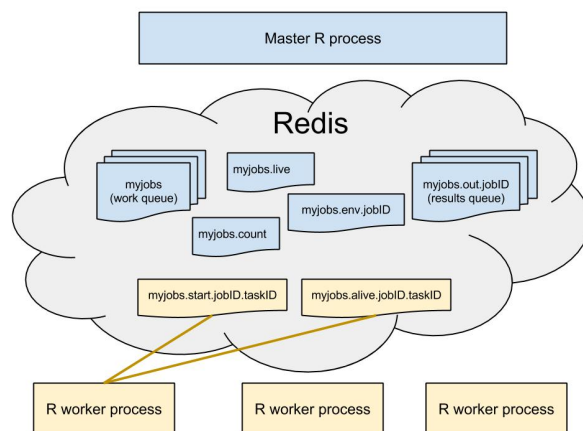 Master R process
Redis
myjobs.live
myjobs
(work queue)
myjobs.out.jobID
(results queue)
myjobs.env.jobID
myjobs.count
myjobs.start.jobID.taskID
myjobs.alive.jobID.taskID
R worker process
R worker process
R worker process